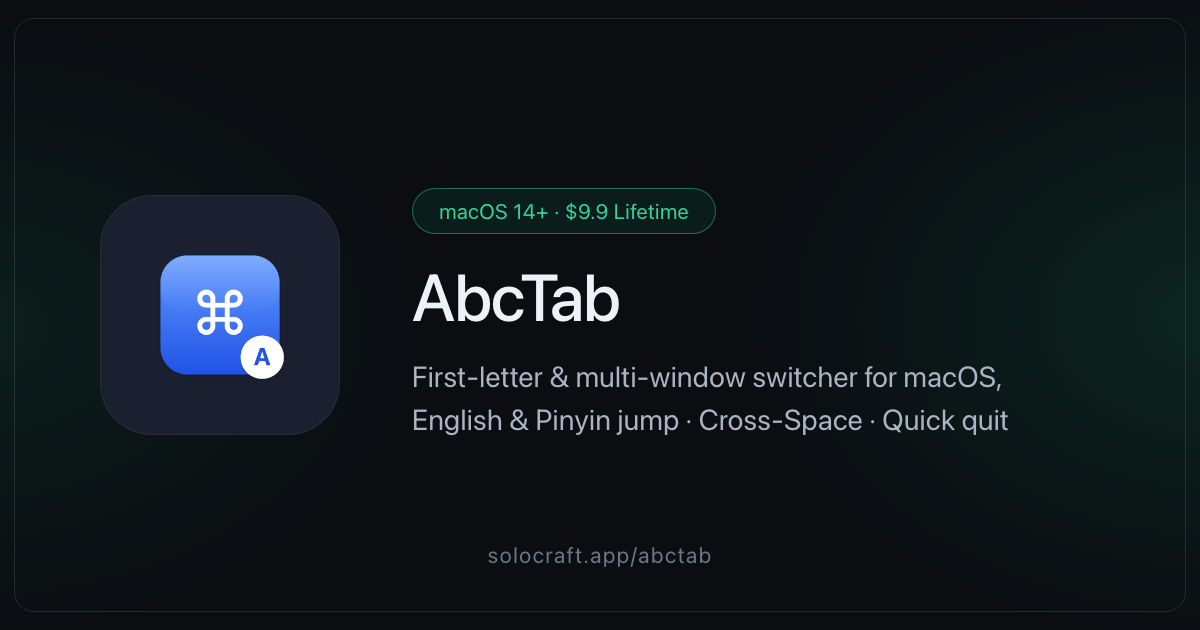 ⌘
A
macOS 14+ · $9.9 Lifetime
AbcTab
First-letter & multi-window switcher for macOS,
English & Pinyin jump · Cross-Space · Quick quit
solocraft.app/abctab